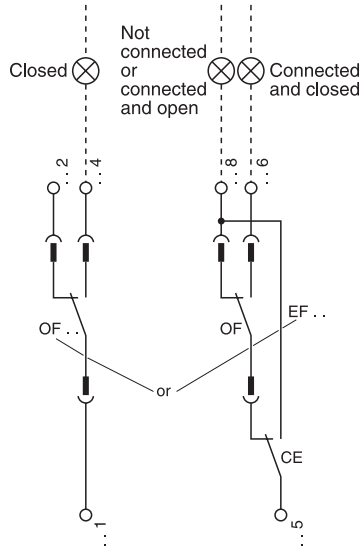 Closed
Not
connected
or
connected
and open
Connected
and closed
. . 2
. . 4
. . 8
. . 6
OF . .
OF
EF . .
or
CE
. . 1
. . 5